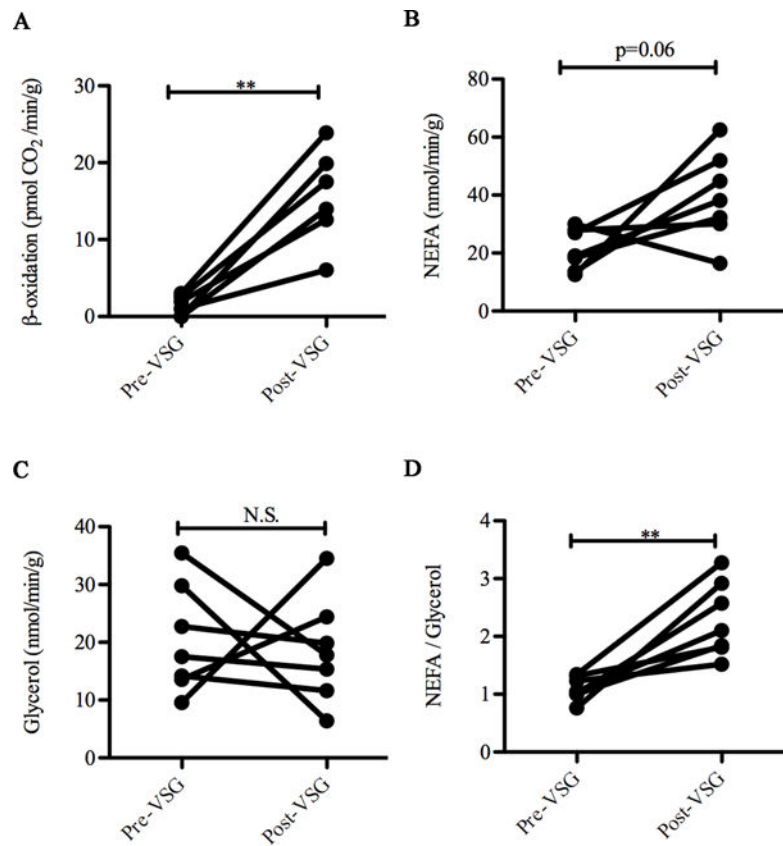 A
**
30
20
10
0
β-oxidation (pmol CO₂ /min/g)
Pre-VSG
Post-VSG
B
p=0.06
80
60
40
20
0
NEFA (nmol/min/g)
Pre-VSG
Post-VSG
C
N.S.
40
30
20
10
0
Glycerol (nmol/min/g)
Pre-VSG
Post-VSG
D
**
4
3
2
1
0
NEFA / Glycerol
Pre-VSG
Post-VSG